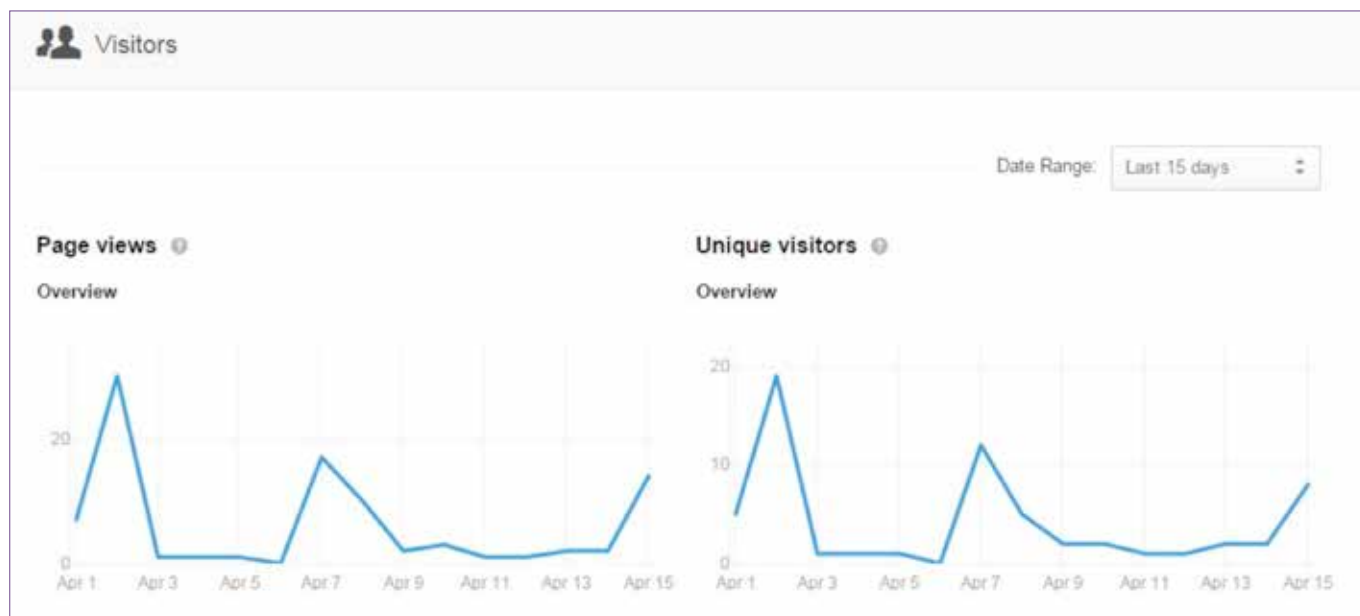 Visitors
Date Range: Last 15 days
Page views ?
Overview
20
0
Apr 1 Apr 3 Apr 5 Apr 7 Apr 9 Apr 11 Apr 13 Apr 15
Unique visitors ?
Overview
20
10
0
Apr 1 Apr 3 Apr 5 Apr 7 Apr 9 Apr 11 Apr 13 Apr 15